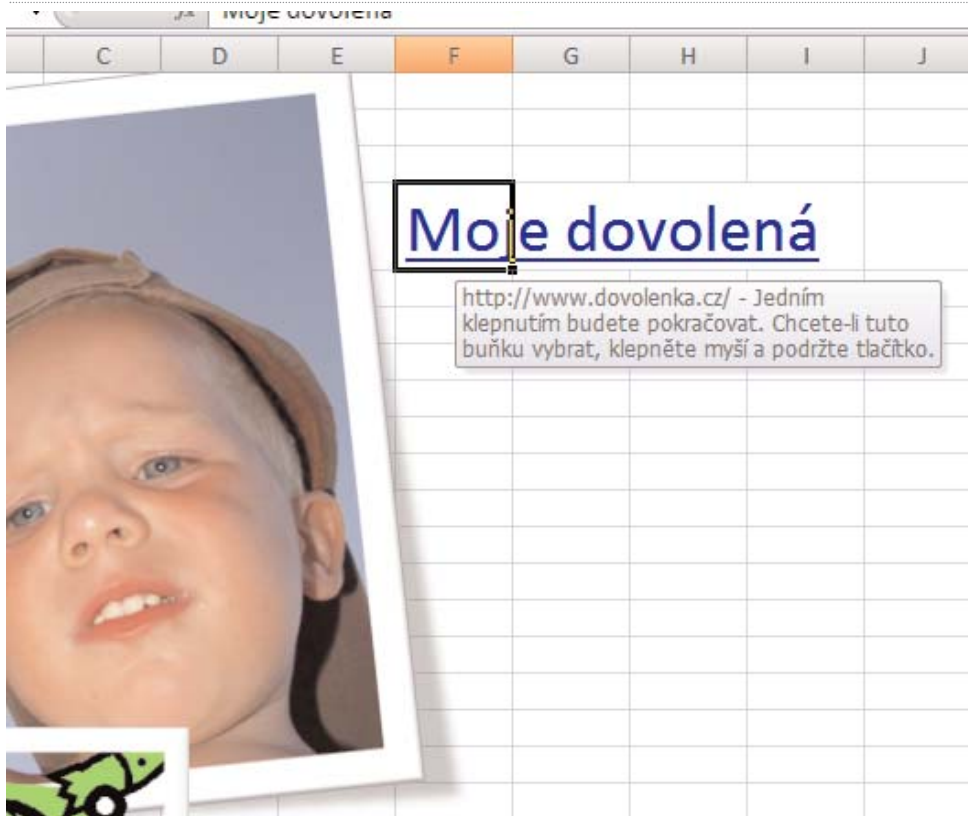 fx Moje dovolená
C D E F G H I J
Moje dovolená
http://www.dovolenka.cz/ - Jedním
klepnutím budete pokračovat. Chcete-li tuto
buňku vybrat, klepněte myší a podržte tlačítko.